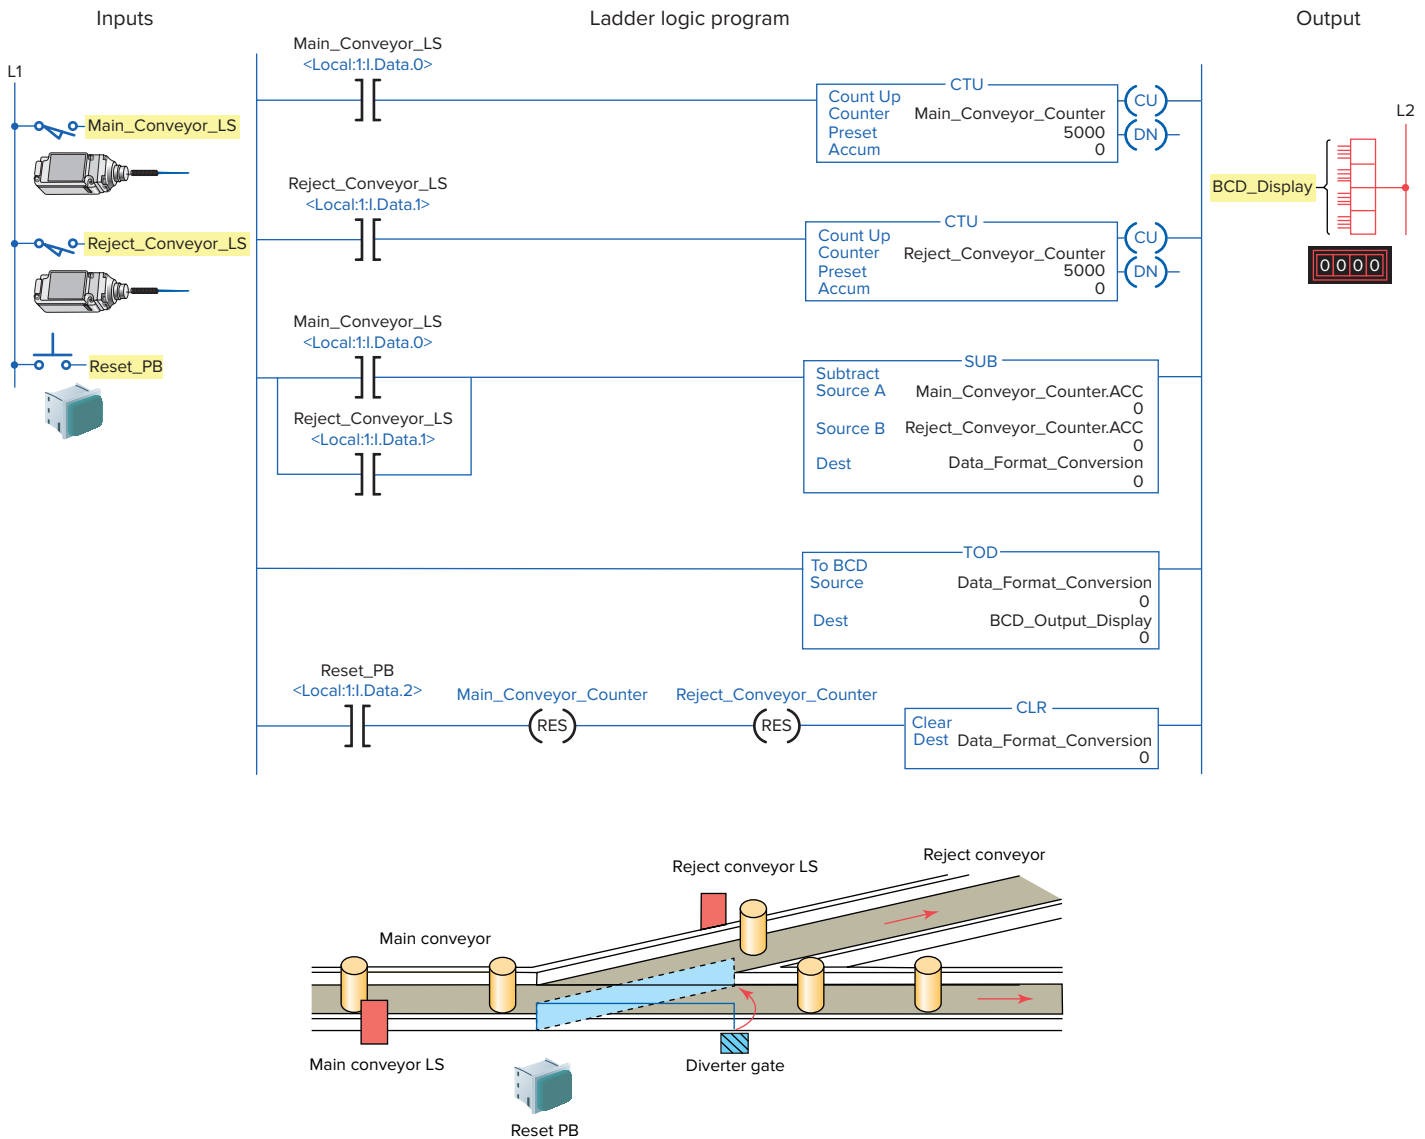 Inputs
Ladder logic program
Output
L1
Main_Conveyor_LS
Reject_Conveyor_LS
Reset_PB
Main_Conveyor_LS
<Local:1:I.Data.0>
CTU
Count Up
Counter Main_Conveyor_Counter
Preset 5000
Accum 0
CU
DN
Reject_Conveyor_LS
<Local:1:I.Data.1>
CTU
Count Up
Counter Reject_Conveyor_Counter
Preset 5000
Accum 0
CU
DN
Main_Conveyor_LS
<Local:1:I.Data.0>
Reject_Conveyor_LS
<Local:1:I.Data.1>
SUB
Subtract
Source A Main_Conveyor_Counter.ACC
0
Source B Reject_Conveyor_Counter.ACC
0
Dest Data_Format_Conversion
0
TOD
To BCD
Source Data_Format_Conversion
0
Dest BCD_Output_Display
0
Reset_PB
<Local:1:I.Data.2>
Main_Conveyor_Counter
RES
Reject_Conveyor_Counter
RES
CLR
Clear
Dest Data_Format_Conversion
0
L2
BCD_Display
0 0 0 0
Reject conveyor LS
Reject conveyor
Main conveyor
Main conveyor LS
Diverter gate
Reset PB